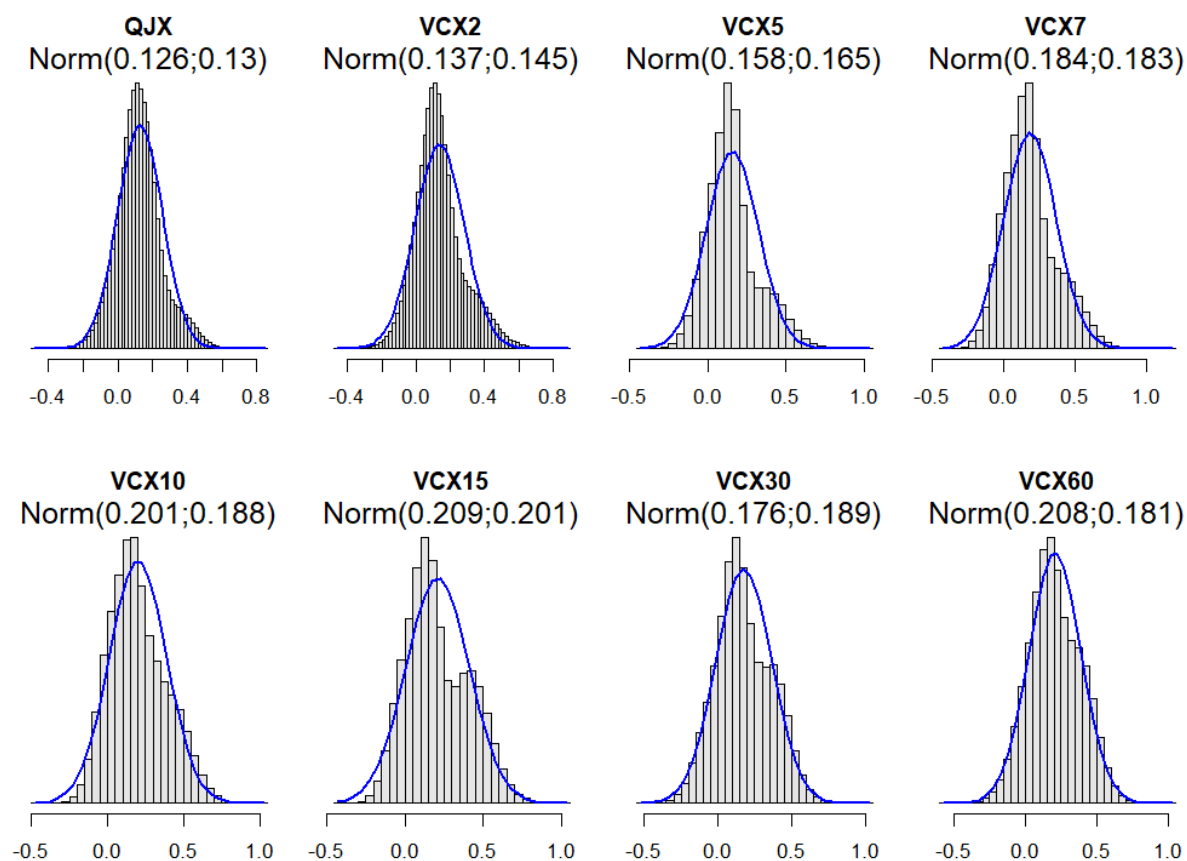 QJX VCX2 VCX5 VCX7
Norm(0.126;0.13) Norm(0.137;0.145) Norm(0.158;0.165) Norm(0.184;0.183)
-0.4 0.0 0.4 0.8 -0.4 0.0 0.4 0.8 -0.5 0.0 0.5 1.0 -0.5 0.0 0.5 1.0
VCX10 VCX15 VCX30 VCX60
Norm(0.201;0.188) Norm(0.209;0.201) Norm(0.176;0.189) Norm(0.208;0.181)
-0.5 0.0 0.5 1.0 -0.5 0.0 0.5 1.0 -0.5 0.0 0.5 1.0 -0.5 0.0 0.5 1.0